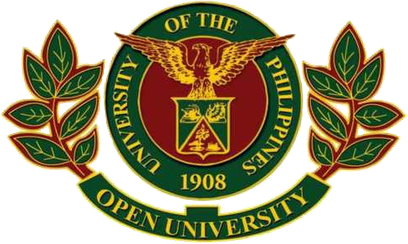 UNIVERSITY OF THE PHILIPPINES
1908
OPEN UNIVERSITY